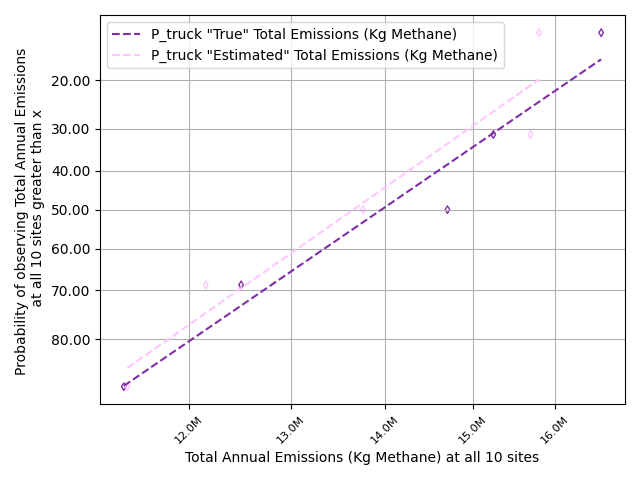 P_truck "True" Total Emissions (Kg Methane)
P_truck "Estimated" Total Emissions (Kg Methane)
Probability of observing Total Annual Emissions
at all 10 sites greater than x
20.00
30.00
40.00
50.00
60.00
70.00
80.00
12.0M
13.0M
14.0M
15.0M
16.0M
Total Annual Emissions (Kg Methane) at all 10 sites